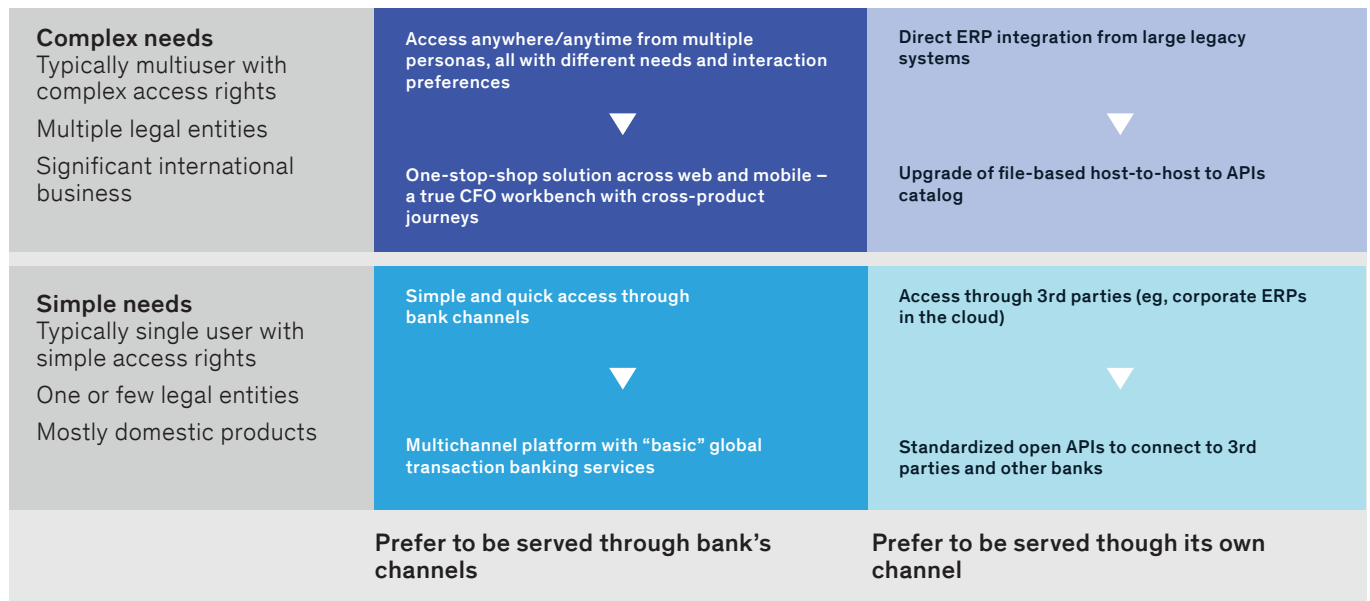 Complex needs
Typically multiuser with
complex access rights
Multiple legal entities
Significant international
business
Access anywhere/anytime from multiple
personas, all with different needs and interaction
preferences
One-stop-shop solution across web and mobile –
a true CFO workbench with cross-product
journeys
Direct ERP integration from large legacy
systems
Upgrade of file-based host-to-host to APIs
catalog
Simple needs
Typically single user with
simple access rights
One or few legal entities
Mostly domestic products
Simple and quick access through
bank channels
Multichannel platform with “basic” global
transaction banking services
Access through 3rd parties (eg, corporate ERPs
in the cloud)
Standardized open APIs to connect to 3rd
parties and other banks
Prefer to be served through bank’s
channels
Prefer to be served though its own
channel